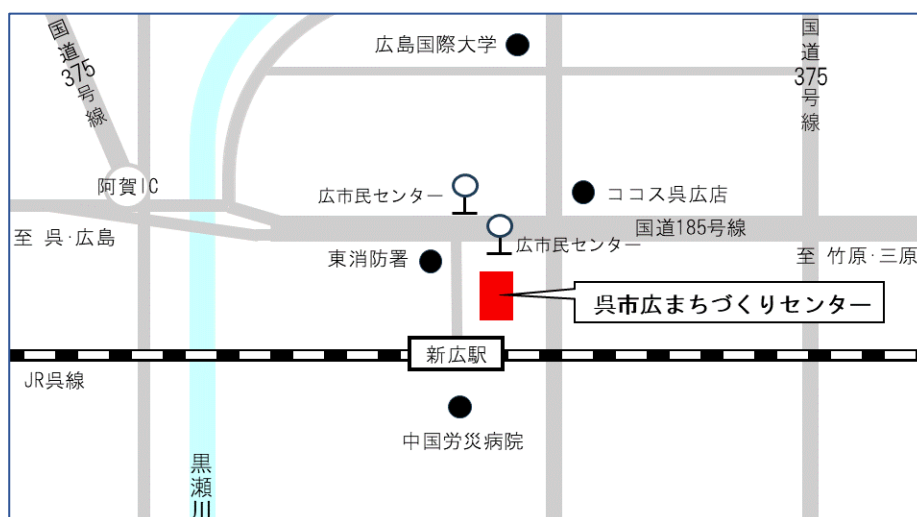 国道375号線
広島国際大学
国道375号線
阿賀IC
広市民センター
ココス呉広店
国道185号線
至 呉・広島
東消防署
広市民センター
至 竹原・三原
呉市広まちづくりセンター
新広駅
JR呉線
中国労災病院
黒瀬川